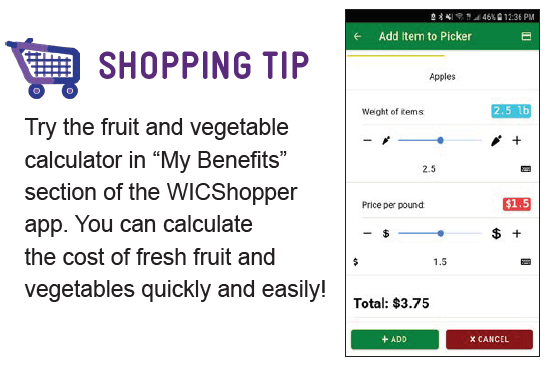 SHOPPING TIP
Try the fruit and vegetable
calculator in “My Benefits”
section of the WICShopper
app. You can calculate
the cost of fresh fruit and
vegetables quickly and easily!
46% 12:36 PM
Add Item to Picker
Apples
Weight of items: 2.5 lb
2.5
Price per pound: $1.5
$ $
$ 1.5
Total: $3.75
+ ADD × CANCEL